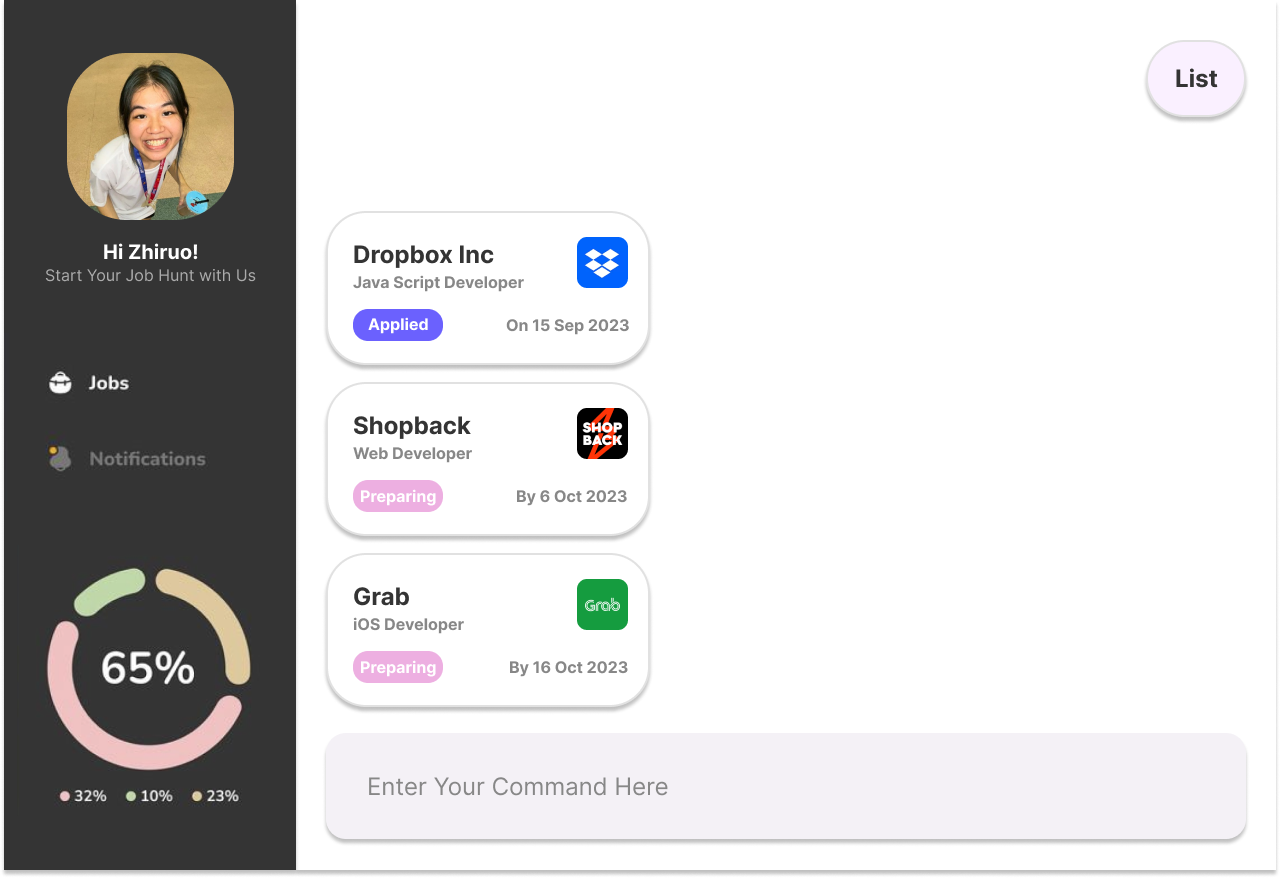 Hi Zhiruo!
Start Your Job Hunt with Us
Jobs
Notifications
65%
32% 10% 23%
List
Dropbox Inc
Java Script Developer
Applied On 15 Sep 2023
Shopback
Web Developer
SHOP
BACK
Preparing By 6 Oct 2023
Grab
iOS Developer
Grab
Preparing By 16 Oct 2023
Enter Your Command Here